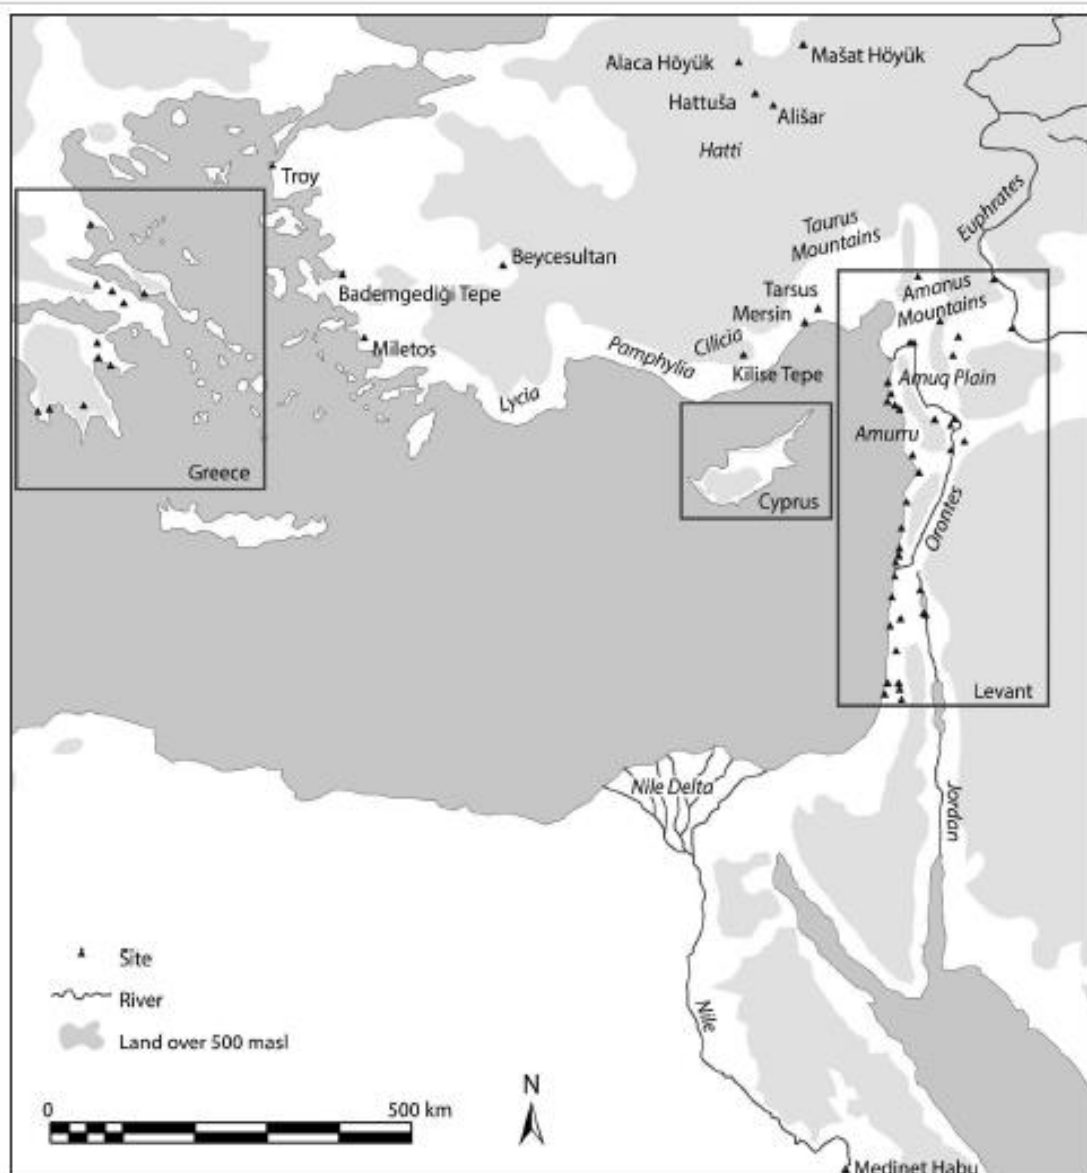 Alaca Höyük
Mašat Höyük
Hattuša
Ališar
Hatti
Troy
Euphrates
Taurus
Mountains
Beycesultan
Bademgediği Tepe
Tarsus
Mersin
Amanus
Mountains
Miletos
Pamphylia
Cilicia
Kilise Tepe
Amuq Plain
Lycia
Amurru
Greece
Cyprus
Orontes
Levant
Nile Delta
Jordan
Nile
Site
River
Land over 500 masl
N
0 500 km
Medinet Habu